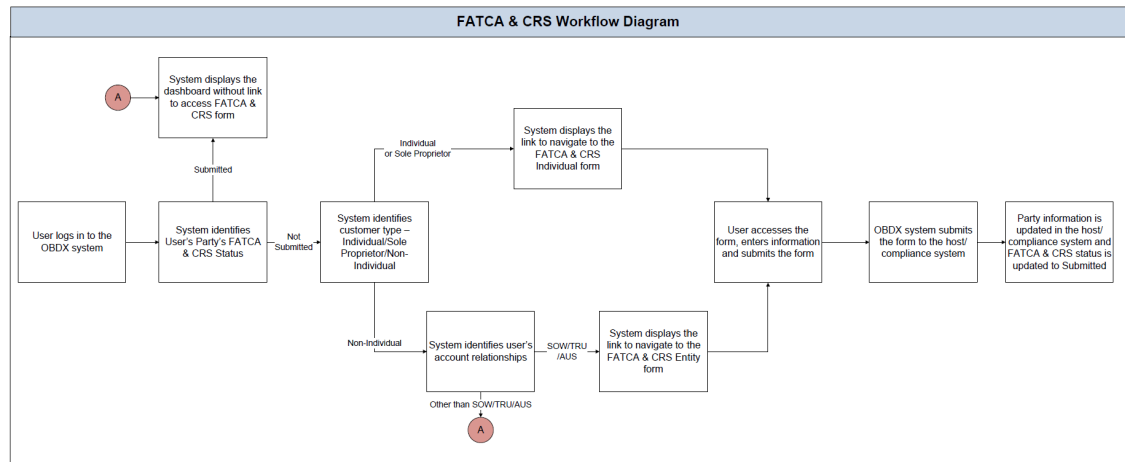 FATCA & CRS Workflow Diagram
System displays the
dashboard without link
to access FATCA &
CRS form
A
Submitted
User logs in to the
OBDX system
System identifies
User's Party's FATCA
& CRS Status
Not
Submitted
System identifies
customer type –
Individual/Sole
Proprietor/Non-
Individual
Individual
or Sole Proprietor
System displays the
link to navigate to the
FATCA & CRS
Individual form
Non-Individual
System identifies user's
account relationships
SOW/TRU
/AUS
System displays the
link to navigate to the
FATCA & CRS Entity
form
Other than SOW/TRU/AUS
A
User accesses the
form, enters information
and submits the form
OBDX system submits
the form to the host/
compliance system
Party information is
updated in the host/
compliance system and
FATCA & CRS status is
updated to Submitted